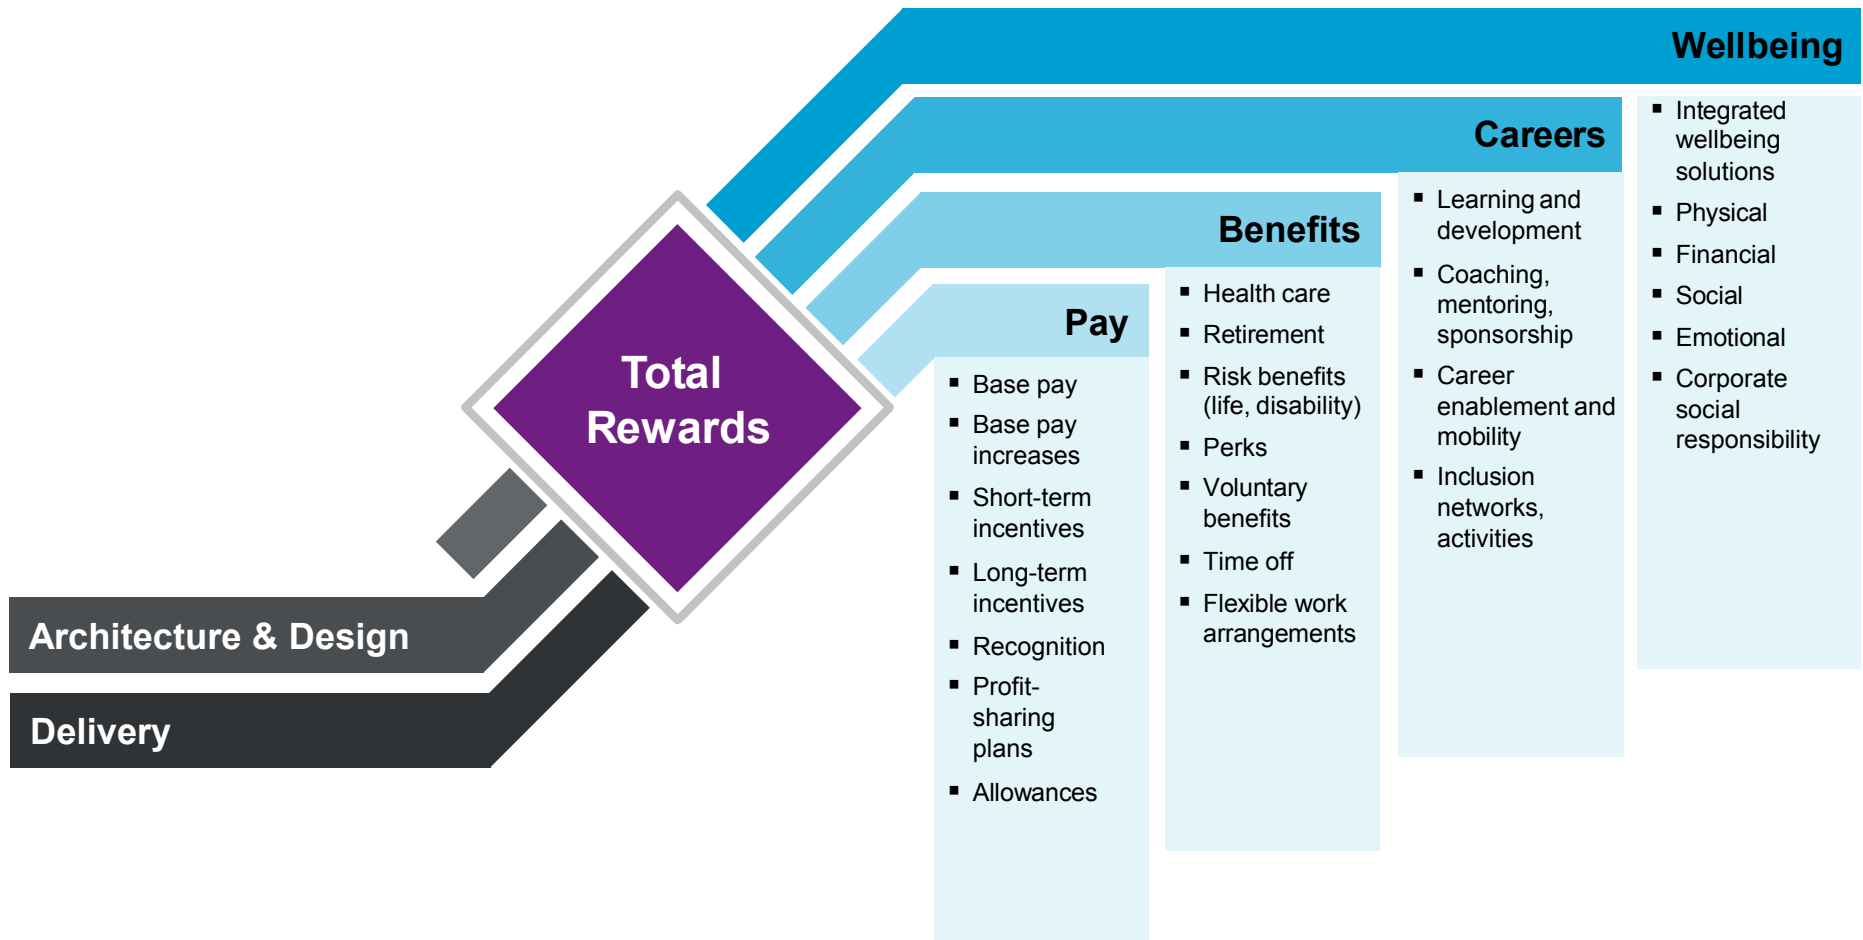 Wellbeing
▪ Integrated
wellbeing
solutions
▪ Physical
▪ Financial
▪ Social
▪ Emotional
▪ Corporate
social
responsibility
Careers
▪ Learning and
development
▪ Coaching,
mentoring,
sponsorship
▪ Career
enablement and
mobility
▪ Inclusion
networks,
activities
Benefits
▪ Health care
▪ Retirement
▪ Risk benefits
(life, disability)
▪ Perks
▪ Voluntary
benefits
▪ Time off
▪ Flexible work
arrangements
Pay
▪ Base pay
▪ Base pay
increases
▪ Short-term
incentives
▪ Long-term
incentives
▪ Recognition
▪ Profit-
sharing
plans
▪ Allowances
Total
Rewards
Architecture & Design
Delivery